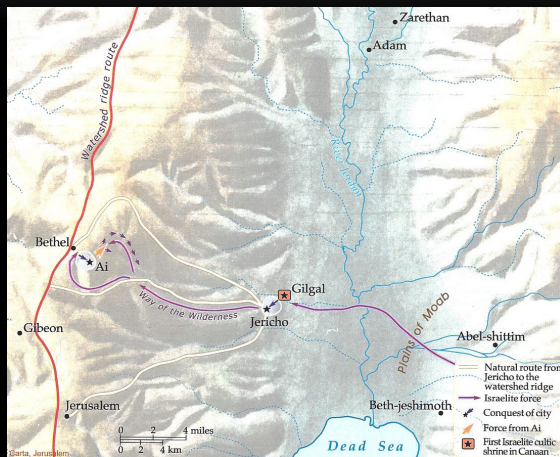 Zarethan
Adam
Watershed ridge route
River Jordan
Bethel
Ai
Gilgal
Jericho
Way of the Wilderness
Plains of Moab
Gibeon
Abel-shittim
Jerusalem
Beth-jeshimoth
Dead Sea
0 2 4 miles
0 2 4 km
Natural route from
Jericho to the
watershed ridge
Israelite force
Conquest of city
Force from Ai
First Israelite cultic
shrine in Canaan
Carta, Jerusalem